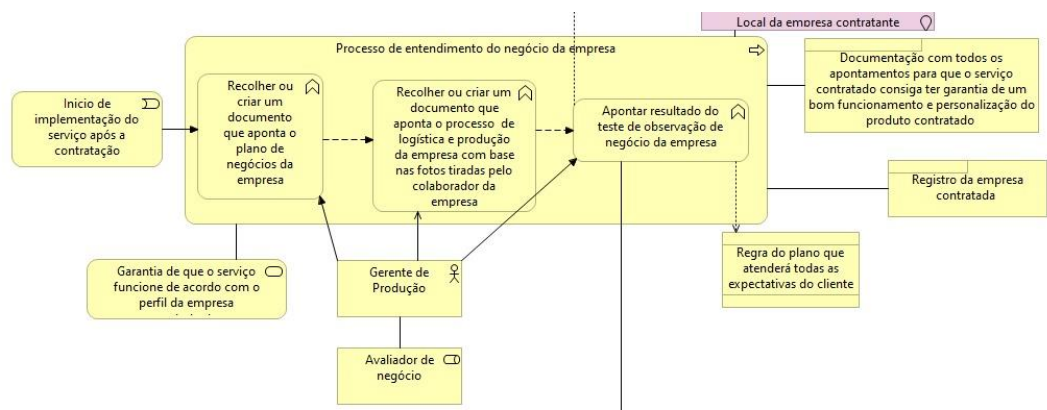 Local da empresa contratante
Processo de entendimento do negócio da empresa
Inicio de
implementação do
serviço após a
contratação
Recolher ou
criar um
documento
que aponta o
plano de
negócios da
empresa
Recolher ou criar um
documento que
aponta o processo de
logística e produção
da empresa com base
nas fotos tiradas pelo
colaborador da
empresa
Apontar resultado do
teste de observação de
negócio da empresa
Documentação com todos os
apontamentos para que o serviço
contratado consiga ter garantia de um
bom funcionamento e personalização do
produto contratado
Registro da empresa
contratada
Regra do plano que
atenderá todas as
expectativas do cliente
Garantia de que o serviço
funcione de acordo com o
perfil da empresa
Gerente de
Produção
Avaliador de
negócio